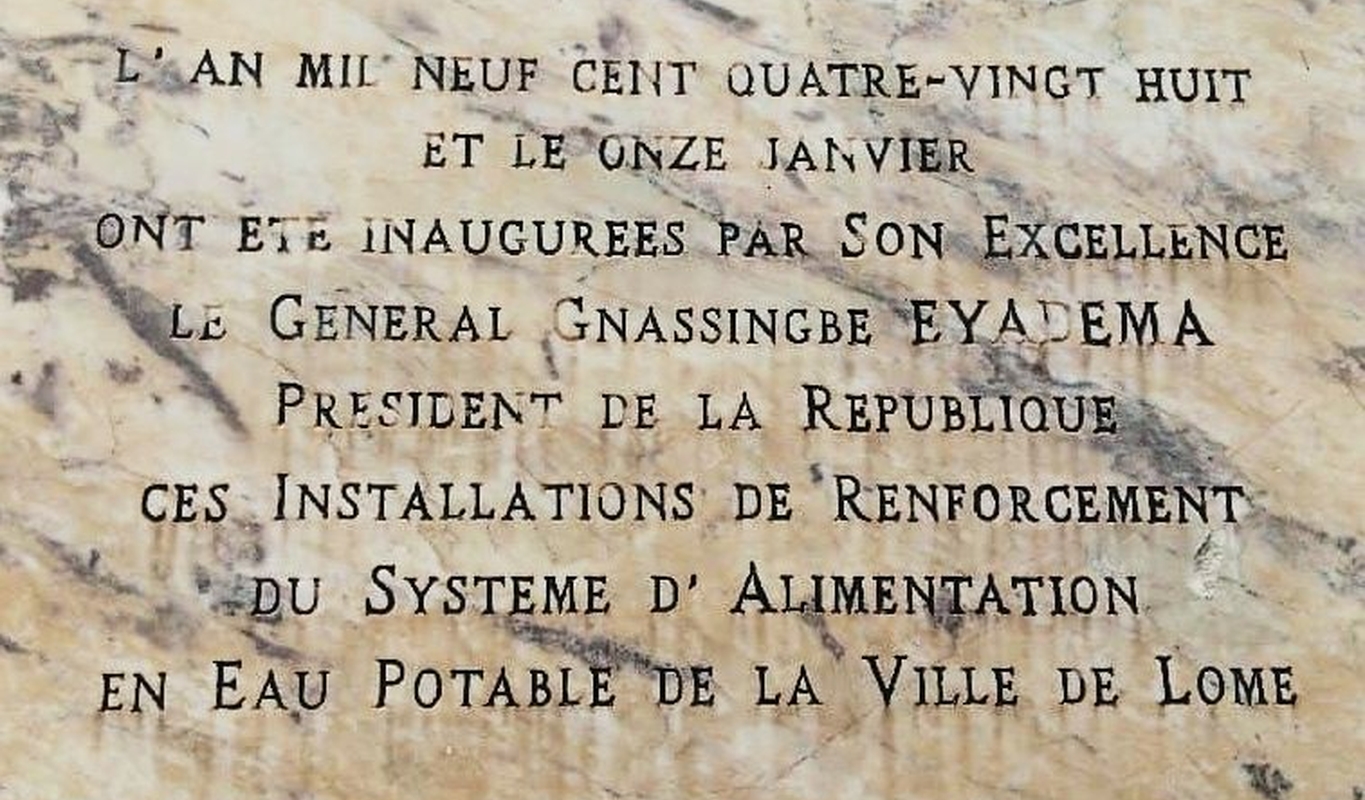 L' AN MIL NEUF CENT QUATRE-VINGT HUIT
ET LE ONZE JANVIER
ONT ETE INAUGUREES PAR SON EXCELLENCE
LE GENERAL GNASSINGBE EYADEMA
PRESIDENT DE LA REPUBLIQUE
CES INSTALLATIONS DE RENFORCEMENT
DU SYSTEME D' ALIMENTATION
EN EAU POTABLE DE LA VILLE DE LOME